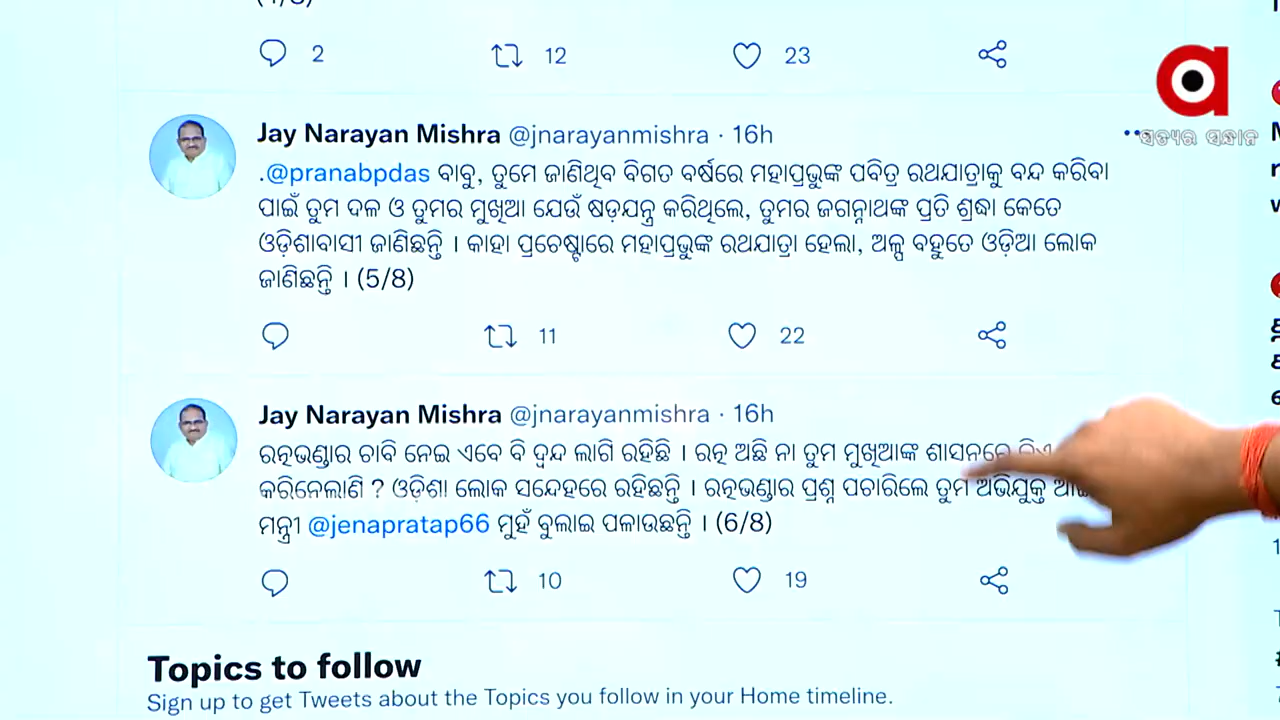 2 12 23
Jay Narayan Mishra @jnarayanmishra · 16h
ସତ୍ୟର ସନ୍ଧାନ
.@pranabpdas ବାବୁ, ତୁମେ ଜାଣିଥିବ ବିଗତ ବର୍ଷରେ ମହାପ୍ରଭୁଙ୍କ ପବିତ୍ର ରଥଯାତ୍ରାକୁ ବନ୍ଦ କରିବା
ପାଇଁ ତୁମ ଦଳ ଓ ତୁମର ମୁଖିଆ ଯେଉଁ ଷଡ଼ଯନ୍ତ୍ର କରିଥିଲେ, ତୁମର ଜଗନ୍ନାଥଙ୍କ ପ୍ରତି ଶ୍ରଦ୍ଧା କେତେ
ଓଡ଼ିଶାବାସୀ ଜାଣିଛନ୍ତି । କାହା ପ୍ରଚେଷ୍ଟାରେ ମହାପ୍ରଭୁଙ୍କ ରଥଯାତ୍ରା ହେଲା, ଅଳ୍ପ ବହୁତେ ଓଡ଼ିଆ ଲୋକ
ଜାଣିଛନ୍ତି । (5/8)
11 22
Jay Narayan Mishra @jnarayanmishra · 16h
ରତ୍ନଭଣ୍ଡାର ଚାବି ନେଇ ଏବେ ବି ଦ୍ୱନ୍ଦ ଲାଗି ରହିଛି । ରତ୍ନ ଅଛି ନା ତୁମ ମୁଖିଆଙ୍କ ଶାସନରେ
କରିନେଲାଣି ? ଓଡ଼ିଶା ଲୋକ ସନ୍ଦେହରେ ରହିଛନ୍ତି । ରତ୍ନଭଣ୍ଡାର ପ୍ରଶ୍ନ ପଚାରିଲେ ତୁମ ଅଭିଯୁକ୍ତ
ମନ୍ତ୍ରୀ @jenapratap66 ମୁହଁ ବୁଲାଇ ପଳାଉଛନ୍ତି । (6/8)
10 19
Topics to follow
Sign up to get Tweets about the Topics you follow in your Home timeline.